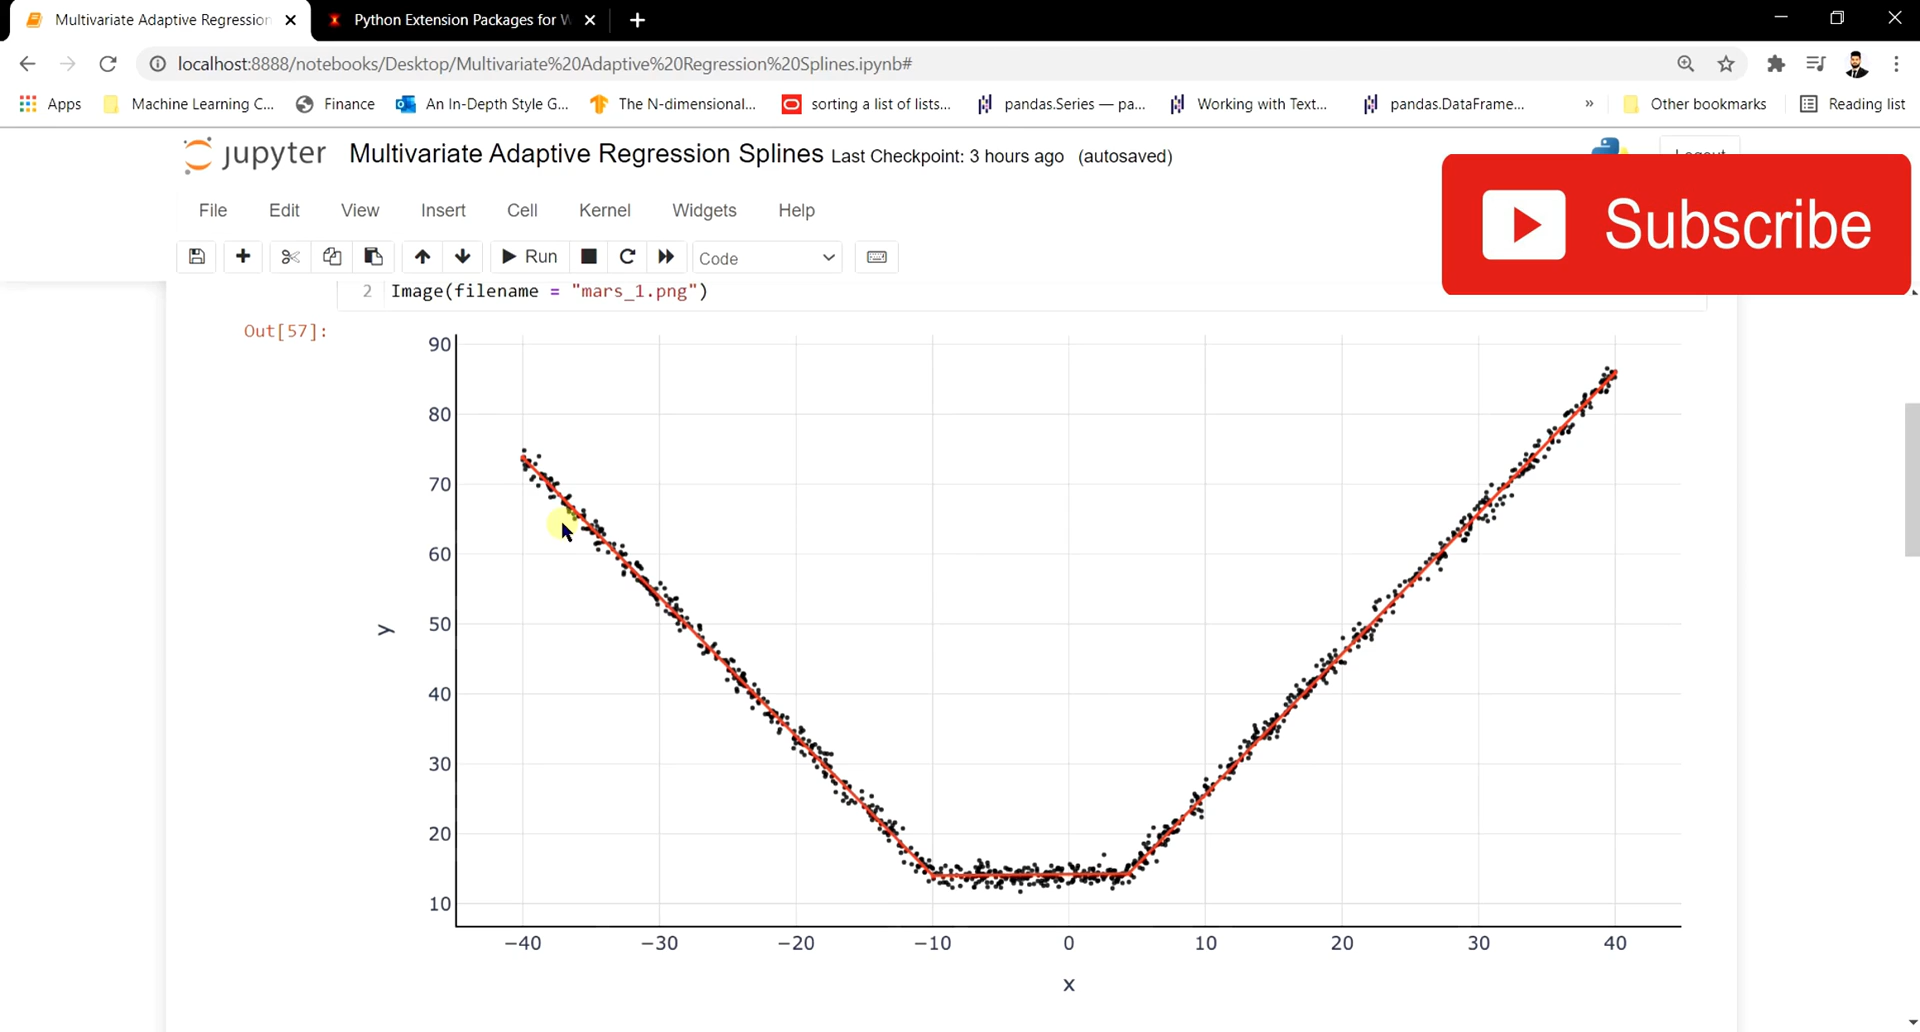 Multivariate Adaptive Regression
Python Extension Packages for W
localhost:8888/notebooks/Desktop/Multivariate%20Adaptive%20Regression%20Splines.ipynb#
Apps Machine Learning C... Finance An In-Depth Style G... The N-dimensional... sorting a list of lists... pandas.Series — pa... Working with Text... pandas.DataFrame... » Other bookmarks Reading list
jupyter Multivariate Adaptive Regression Splines Last Checkpoint: 3 hours ago (autosaved)
File Edit View Insert Cell Kernel Widgets Help
Subscribe
Run Code
2 Image(filename = "mars_1.png")
Out[57]:
90
80
70
60
50
40
30
20
10
y
−40 −30 −20 −10 0 10 20 30 40
x